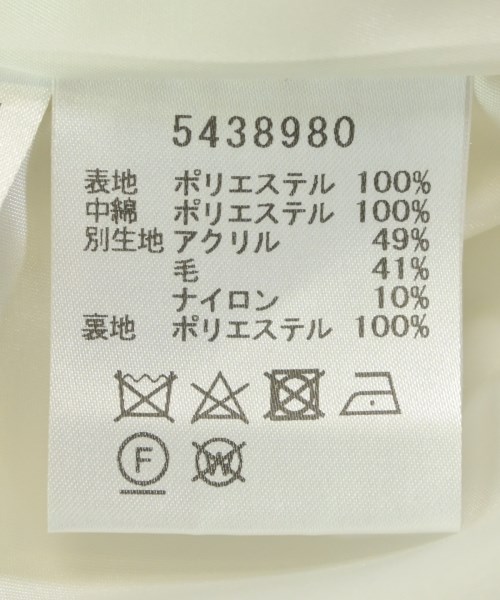 5438980
表地 ポリエステル 100%
中綿 ポリエステル 100%
別生地 アクリル 49%
毛 41%
ナイロン 10%
裏地 ポリエステル 100%
F W